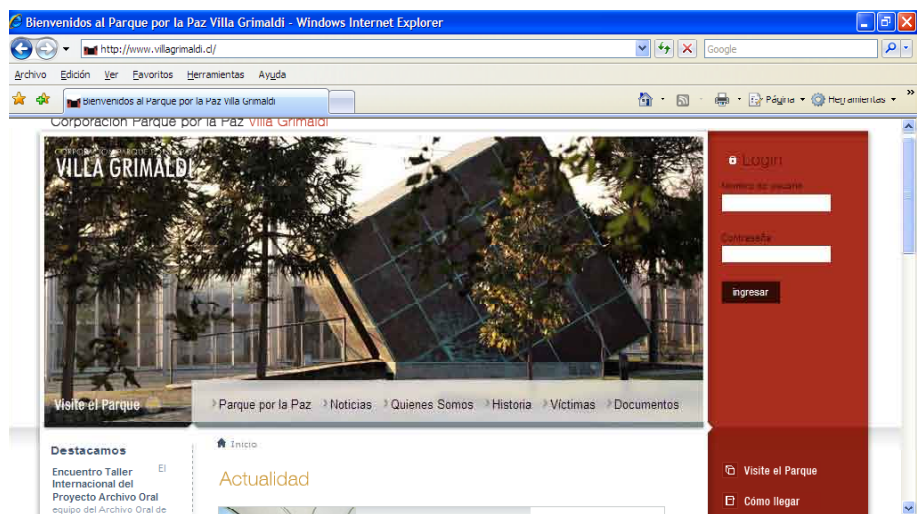 Bienvenidos al Parque por la Paz Villa Grimaldi - Windows Internet Explorer
http://www.villagrimaldi.cl/
Google
Archivo Edición Ver Favoritos Herramientas Ayuda
Bienvenidos al Parque por la Paz Villa Grimaldi
Página
Herramientas
»
Corporación Parque por la Paz Villa Grimaldi
VILLA GRIMALDI
Login
Nombre de usuario
Contraseña
ingresar
Visite el Parque
Parque por la Paz Noticias Quienes Somos Historia Víctimas Documentos
Destacamos
Encuentro Taller Internacional del Proyecto Archivo Oral El
equipo del Archivo Oral de
Inicio
Actualidad
Visite el Parque
Cómo llegar